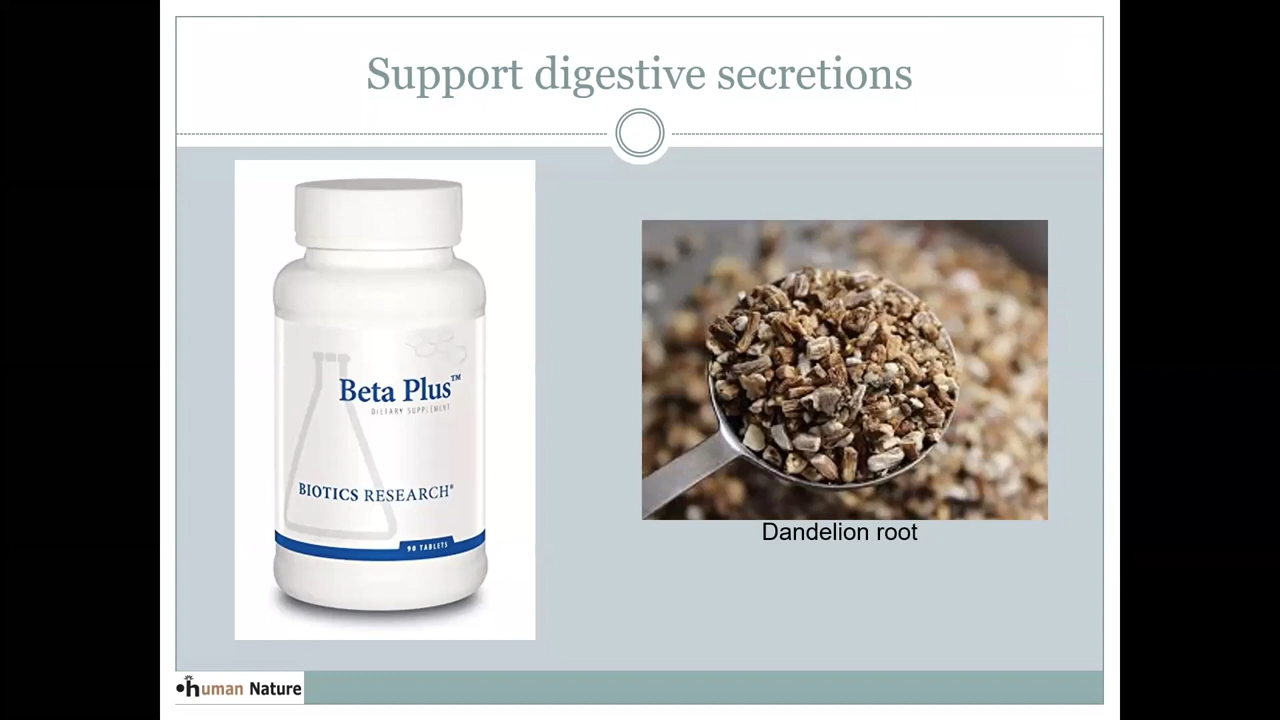 Support digestive secretions
Beta Plus™
DIETARY SUPPLEMENT
BIOTICS RESEARCH®
90 TABLETS
Dandelion root
human Nature